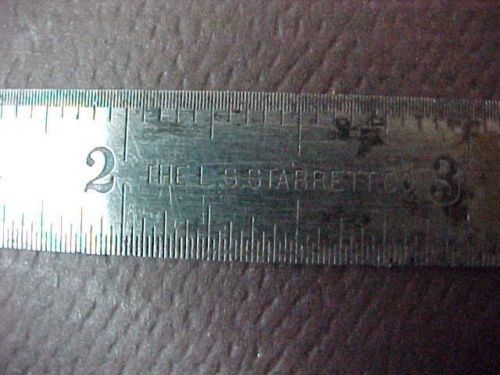 2 THE L.S.STARRETT CO 3